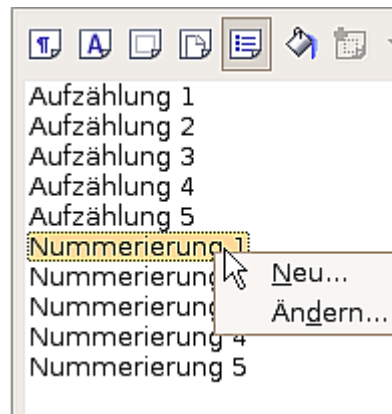 Aufzählung 1
Aufzählung 2
Aufzählung 3
Aufzählung 4
Aufzählung 5
Nummerierung 1
Nummerierung
Neu...
Nummerierung
Ändern...
Nummerierung 4
Nummerierung 5